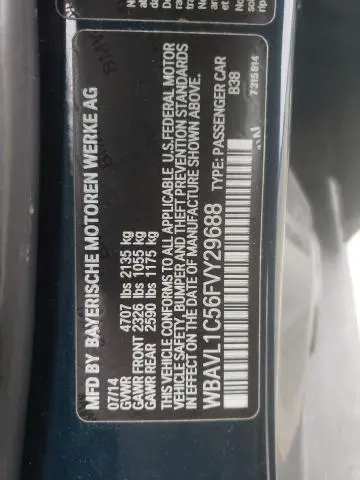 MFD BY BAYERISCHE MOTOREN WERKE AG
07/14
GVWR 4707 lbs 2135 kg
GAWR FRONT 2326 lbs 1055 kg
GAWR REAR 2590 lbs 1175 kg
THIS VEHICLE CONFORMS TO ALL APPLICABLE U.S. FEDERAL MOTOR
VEHICLE SAFETY, BUMPER AND THEFT PREVENTION STANDARDS
IN EFFECT ON THE DATE OF MANUFACTURE SHOWN ABOVE.
WBAVL1C56FVY29688 TYPE: PASSENGER CAR
B38
7315814